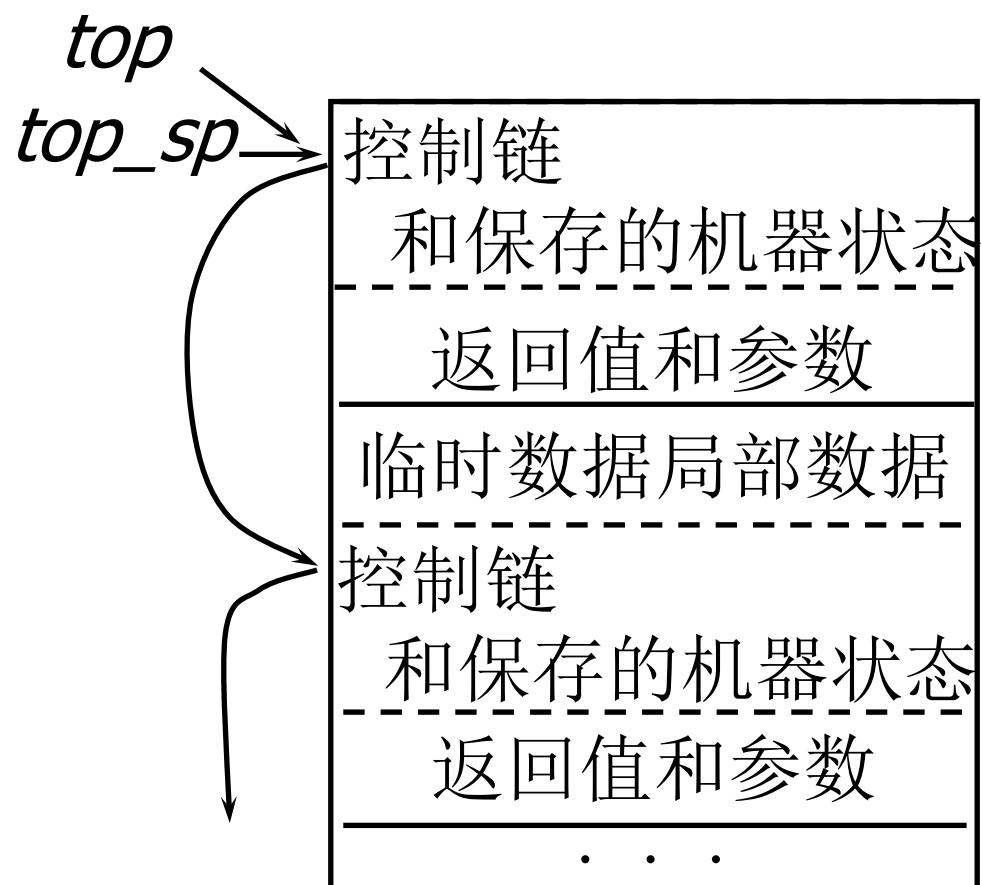 top
top_sp
控制链
和保存的机器状态
返回值和参数
临时数据局部数据
控制链
和保存的机器状态
返回值和参数
. . .